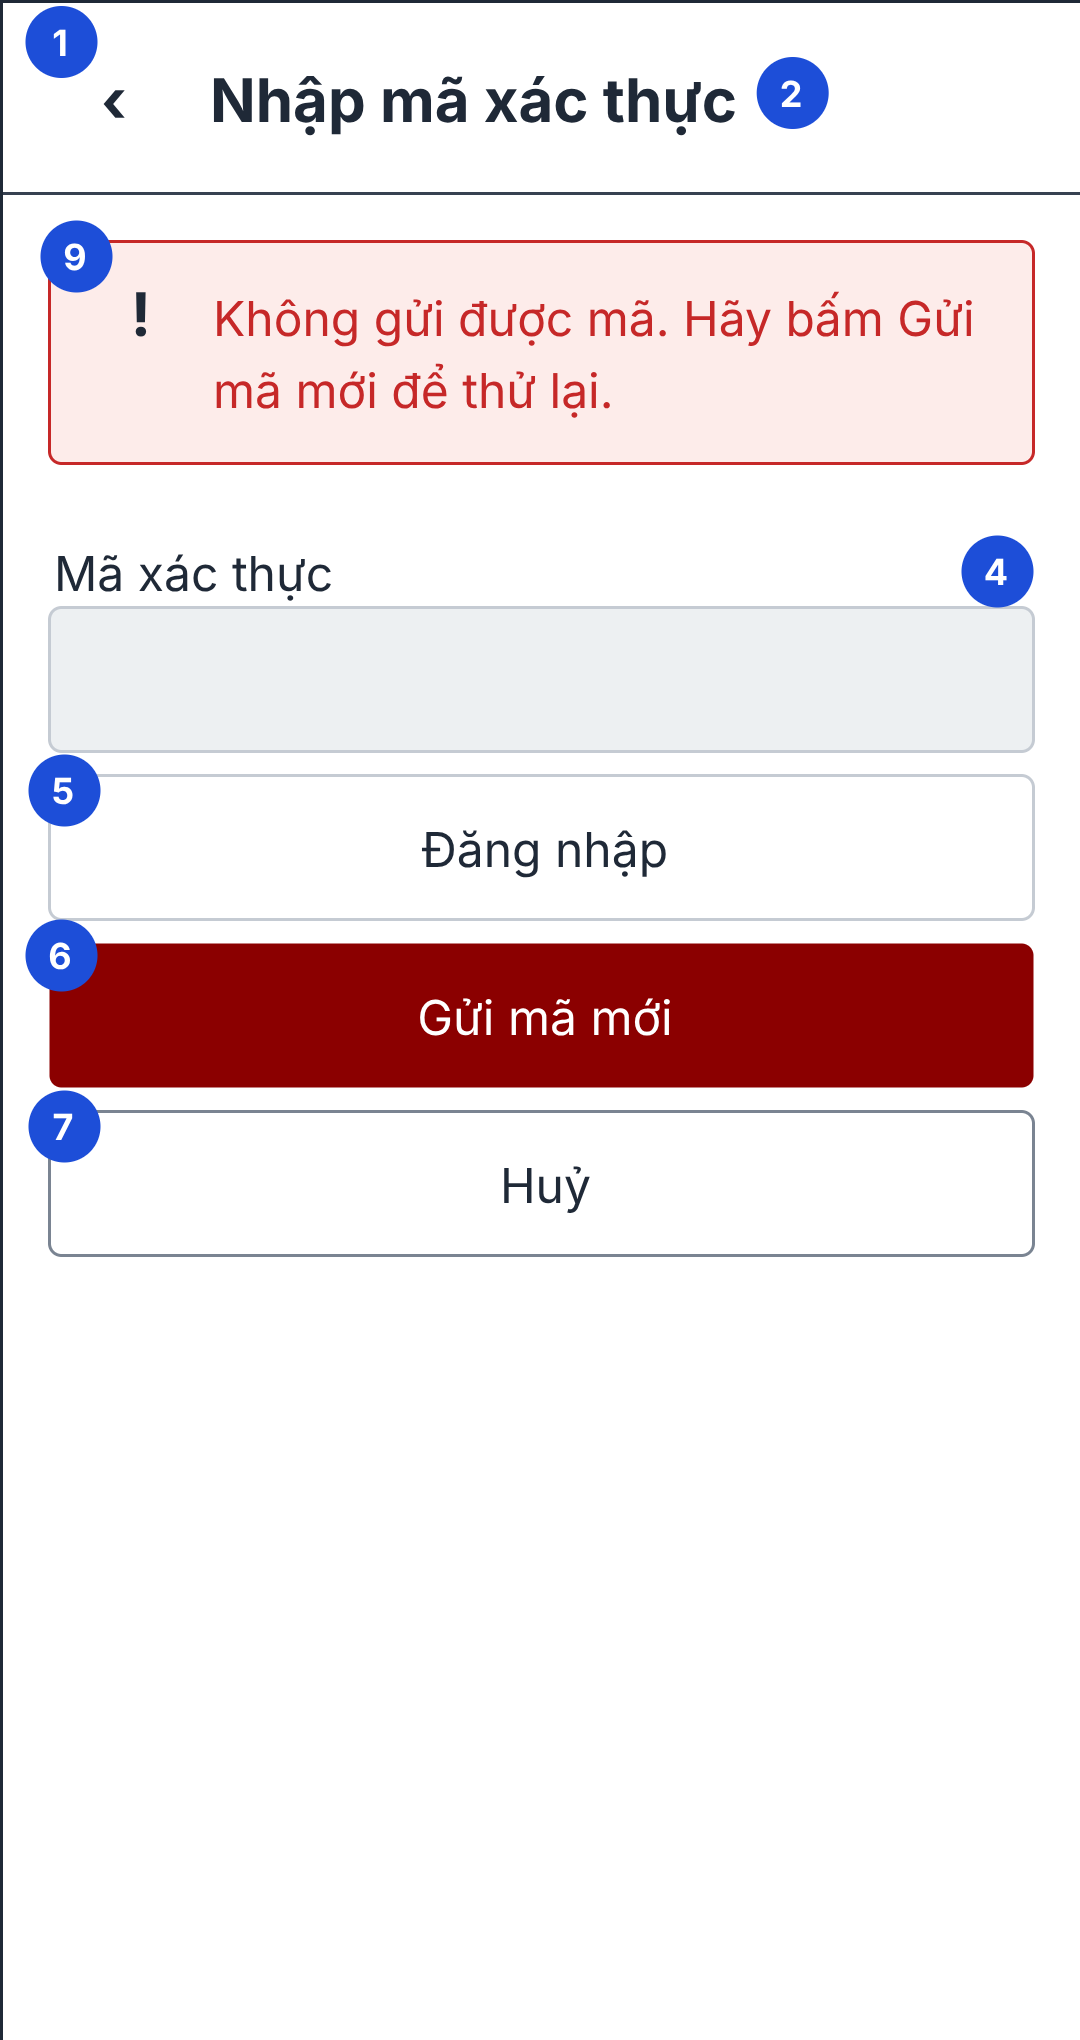 1
‹ Nhập mã xác thực 2
9
! Không gửi được mã. Hãy bấm Gửi
mã mới để thử lại.
Mã xác thực 4
5
Đăng nhập
6
Gửi mã mới
7
Huỷ